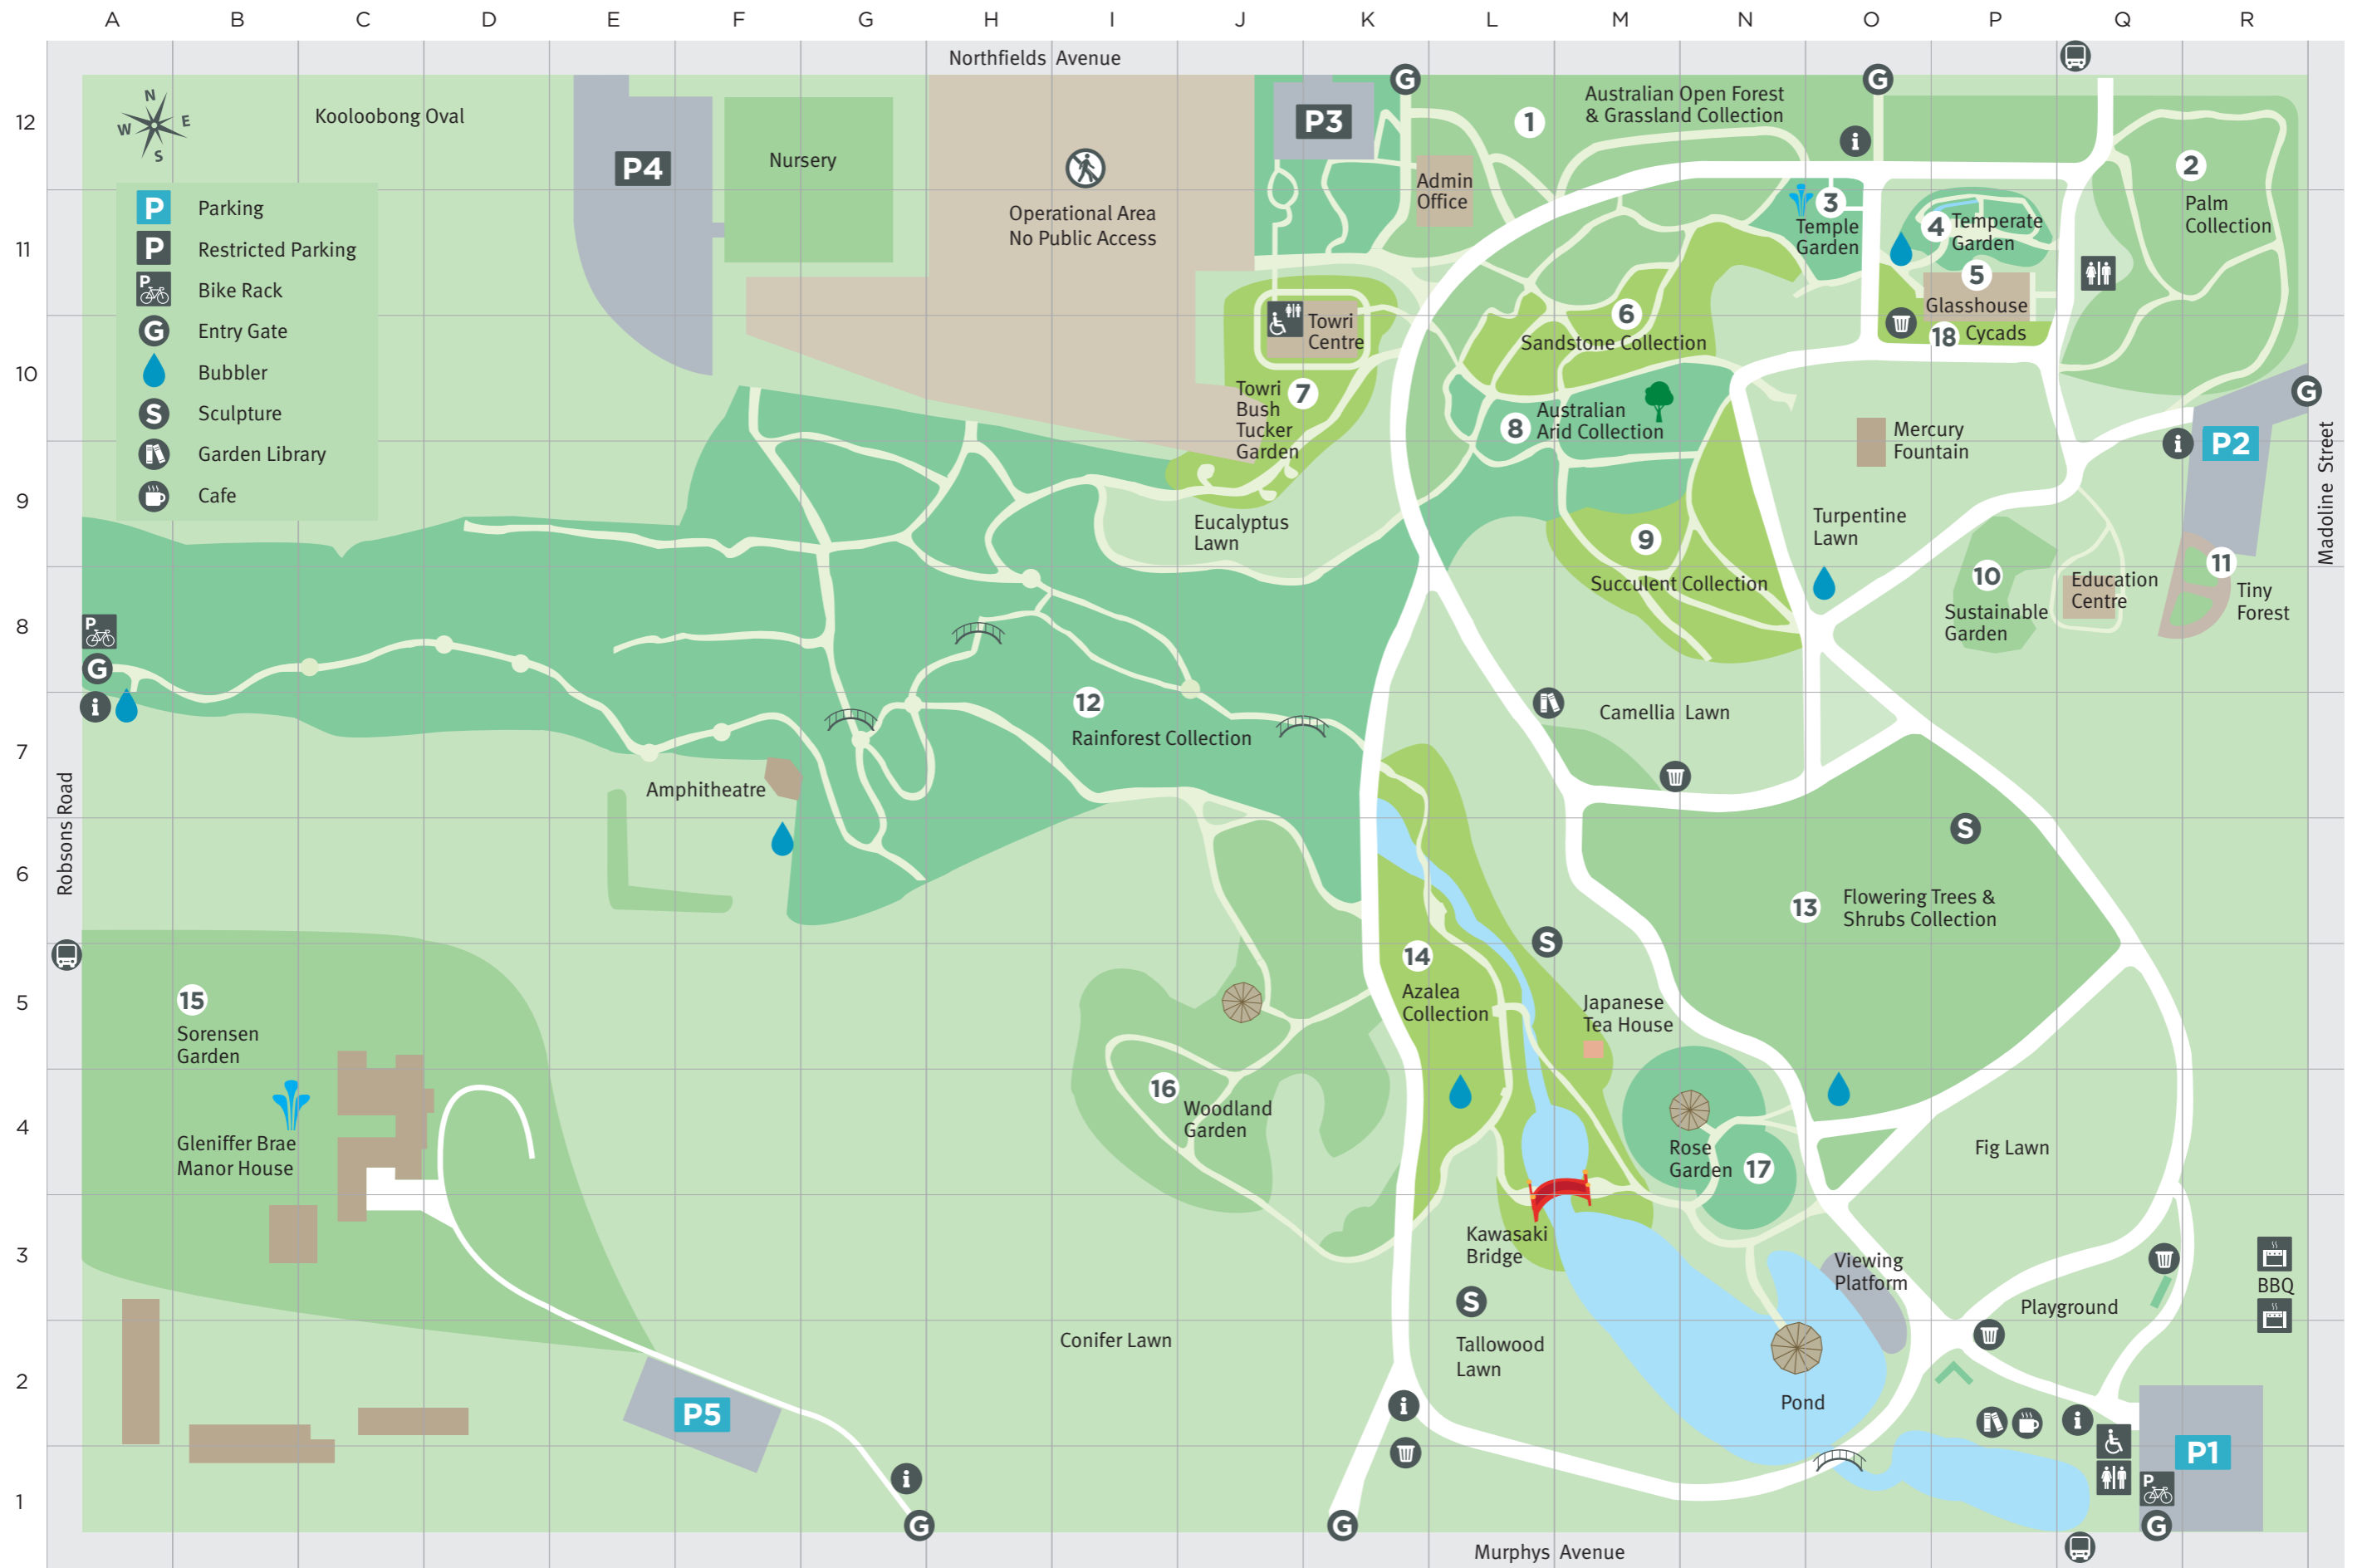 A B C D E F G H I J K L M N O P Q R
Northfields Avenue
12
11
10
9
8
7
6
5
4
3
2
1
N
W E
S
P Parking
P Restricted Parking
P Bike Rack
G Entry Gate
Bubbler
S Sculpture
Garden Library
Cafe
Kooloobong Oval
P4
Nursery
Operational Area
No Public Access
P3
G
G
Admin
Office
1
Australian Open Forest
& Grassland Collection
i
2
Palm
Collection
3
Temple
Garden
4
Temperate
Garden
5
Glasshouse
18 Cycads
6
Sandstone Collection
Towri
Centre
7
Towri
Bush
Tucker
Garden
8
Australian
Arid Collection
Mercury
Fountain
G
i
P2
Madoline Street
Eucalyptus
Lawn
9
Succulent Collection
Turpentine
Lawn
10
Sustainable
Garden
Education
Centre
11
Tiny
Forest
P
G
i
Robsons Road
12
Rainforest Collection
Amphitheatre
Camellia Lawn
S
13
Flowering Trees &
Shrubs Collection
S
14
Azalea
Collection
Japanese
Tea House
15
Sorensen
Garden
Gleniffer Brae
Manor House
16
Woodland
Garden
Rose
Garden
17
Fig Lawn
Kawasaki
Bridge
Viewing
Platform
Playground
BBQ
S
Tallowood
Lawn
Conifer Lawn
Pond
P5
i
G
i
G
i
P1
P
G
Murphys Avenue